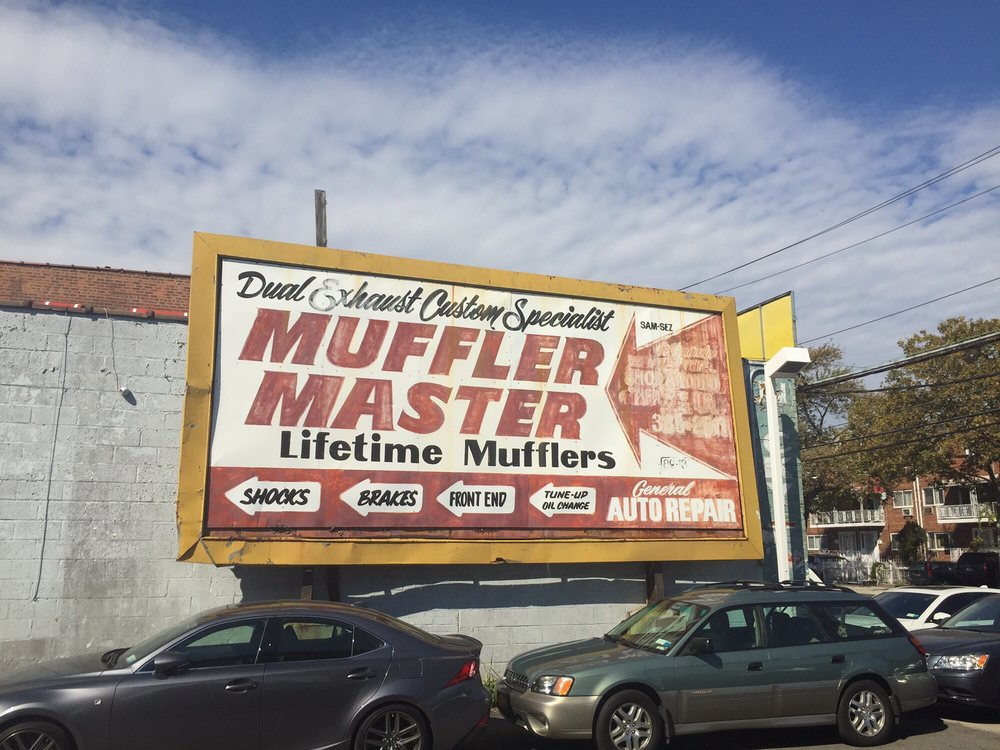 Dual Exhaust Custom Specialist
MUFFLER
MASTER
Lifetime Mufflers
SAM-SEZ
SHOCKS
BRAKES
FRONT END
TUNE-UP
OIL CHANGE
General
AUTO REPAIR